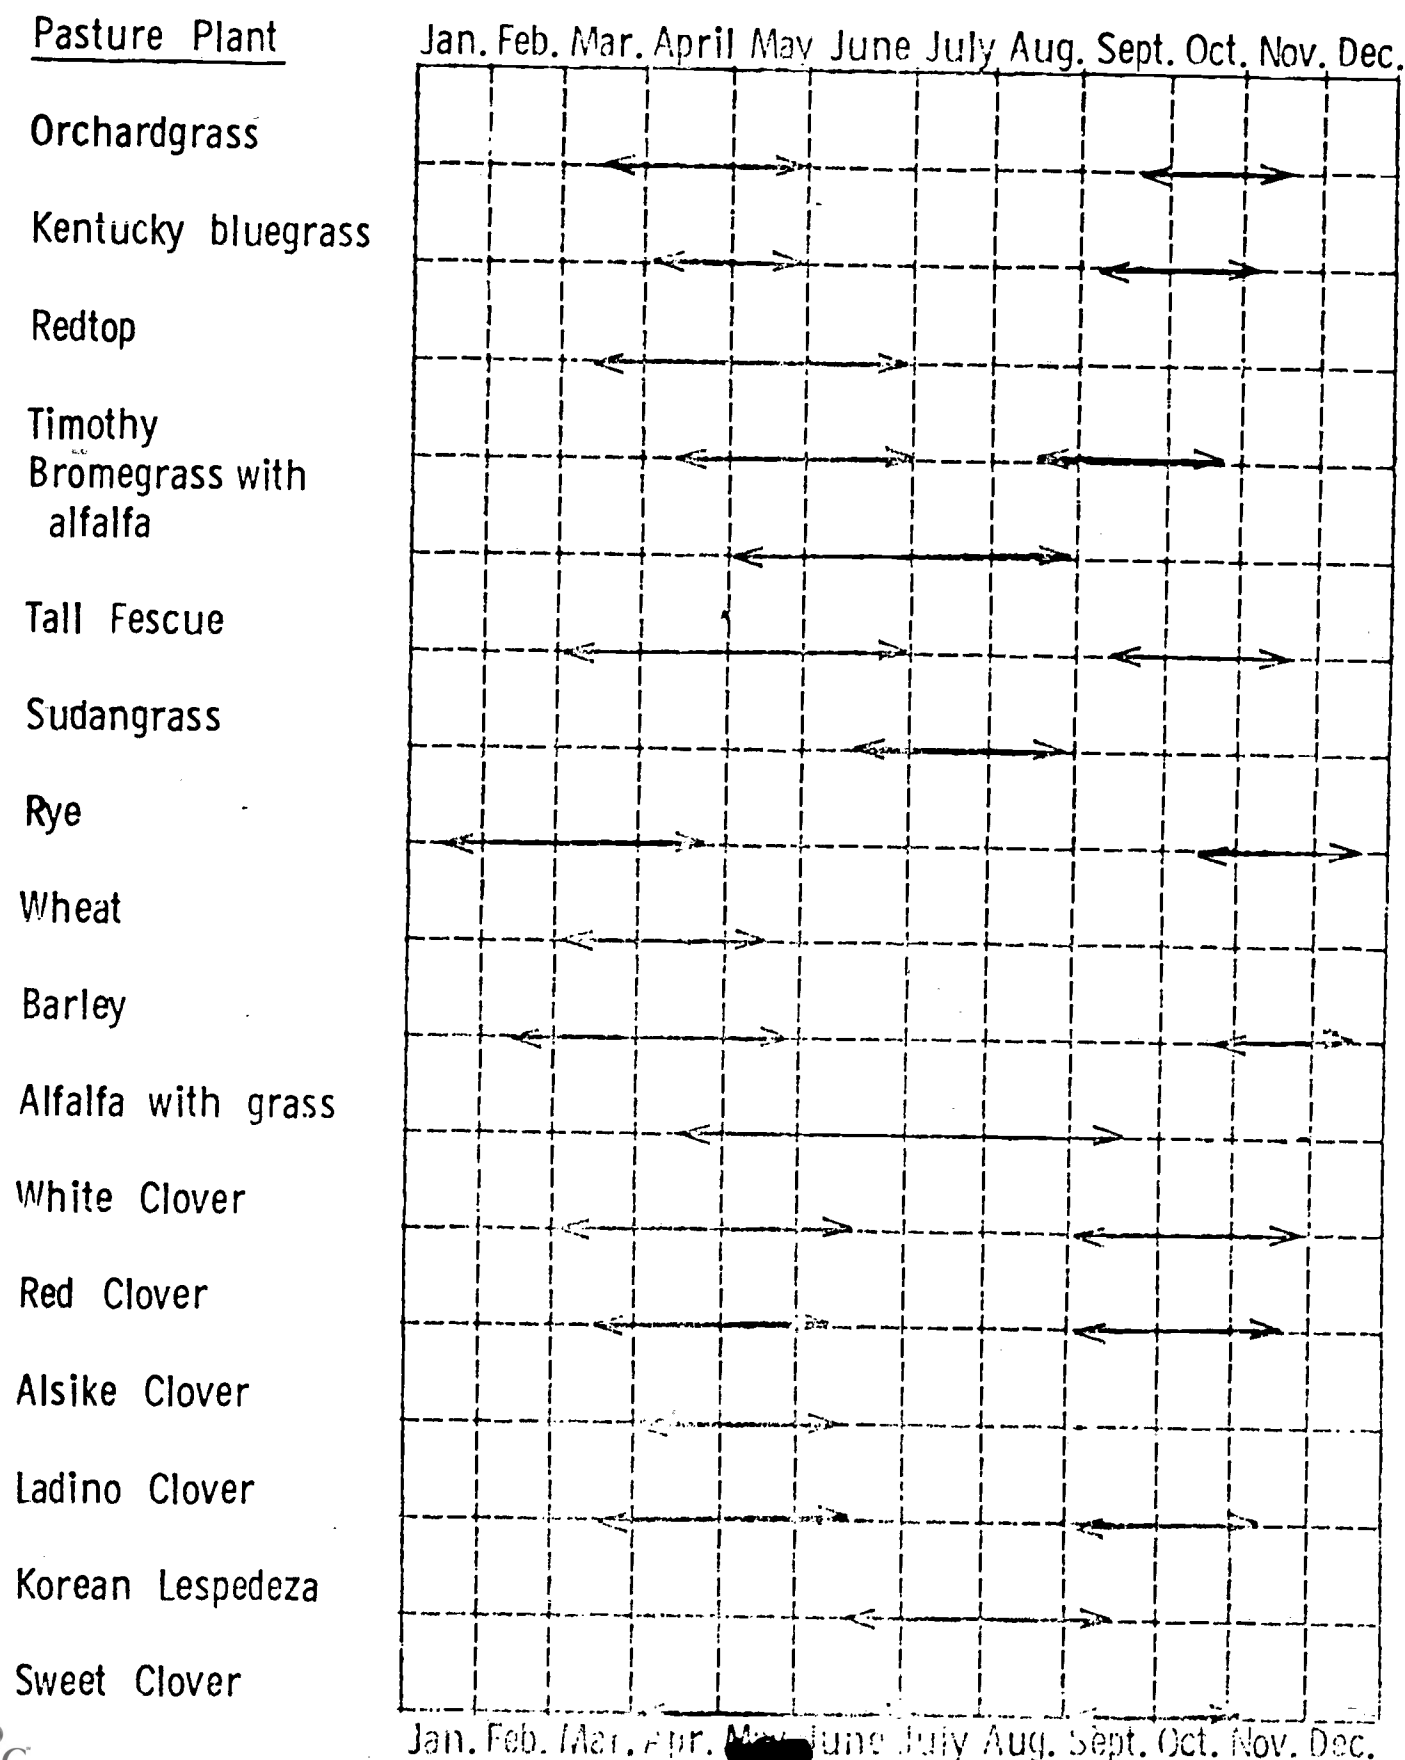 Pasture Plant
Jan. Feb. Mar. April May June July Aug. Sept. Oct. Nov. Dec.
Orchardgrass
Kentucky bluegrass
Redtop
Timothy
Bromegrass with
alfalfa
Tall Fescue
Sudangrass
Rye
Wheat
Barley
Alfalfa with grass
White Clover
Red Clover
Alsike Clover
Ladino Clover
Korean Lespedeza
Sweet Clover
Jan. Feb. Mar. Apr. May June July Aug. Sept. Oct. Nov. Dec.